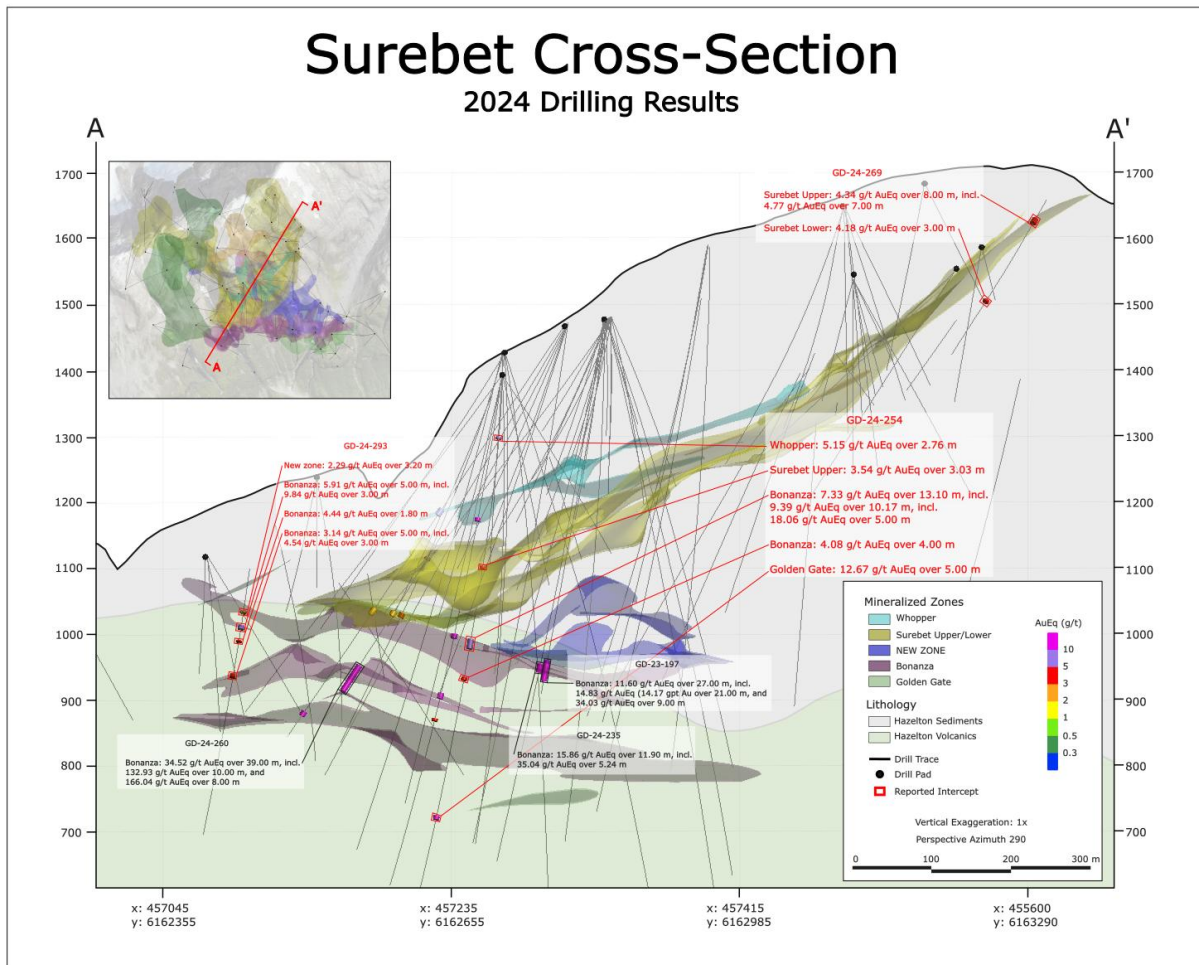 Surebet Cross-Section
2024 Drilling Results
A
A'
1700
1600
1500
1400
1300
1200
1100
1000
900
800
700
1700
1600
1500
1400
1300
1200
1100
1000
900
800
700
A'
A
GD-24-269
Surebet Upper: 4.34 g/t AuEq over 8.00 m, incl.
4.77 g/t AuEq over 7.00 m
Surebet Lower: 4.18 g/t AuEq over 3.00 m
GD-24-254
Whopper: 5.15 g/t AuEq over 2.76 m
Surebet Upper: 3.54 g/t AuEq over 3.03 m
Bonanza: 7.33 g/t AuEq over 13.10 m, incl.
9.39 g/t AuEq over 10.17 m, incl.
18.06 g/t AuEq over 5.00 m
Bonanza: 4.08 g/t AuEq over 4.00 m
Golden Gate: 12.67 g/t AuEq over 5.00 m
GD-24-293
New zone: 2.29 g/t AuEq over 3.20 m
Bonanza: 5.91 g/t AuEq over 5.00 m, incl.
9.84 g/t AuEq over 3.00 m
Bonanza: 4.44 g/t AuEq over 1.80 m
Bonanza: 3.14 g/t AuEq over 5.00 m, incl.
4.54 g/t AuEq over 3.00 m
GD-23-197
Bonanza: 11.60 g/t AuEq over 27.00 m, incl.
14.83 g/t AuEq (14.17 gpt Au over 21.00 m, and
34.03 g/t AuEq over 9.00 m
GD-24-235
Bonanza: 15.86 g/t AuEq over 11.90 m, incl.
35.04 g/t AuEq over 5.24 m
GD-24-260
Bonanza: 34.52 g/t AuEq over 39.00 m, incl.
132.93 g/t AuEq over 10.00 m, and
166.04 g/t AuEq over 8.00 m
Mineralized Zones
Whopper
Surebet Upper/Lower
NEW ZONE
Bonanza
Golden Gate
Lithology
Hazelton Sediments
Hazelton Volcanics
Drill Trace
Drill Pad
Reported Intercept
AuEq (g/t)
10
5
3
2
1
0.5
0.3
Vertical Exaggeration: 1x
Perspective Azimuth 290
0 100 200 300 m
x: 457045
y: 6162355
x: 457235
y: 6162655
x: 457415
y: 6162985
x: 455600
y: 6163290